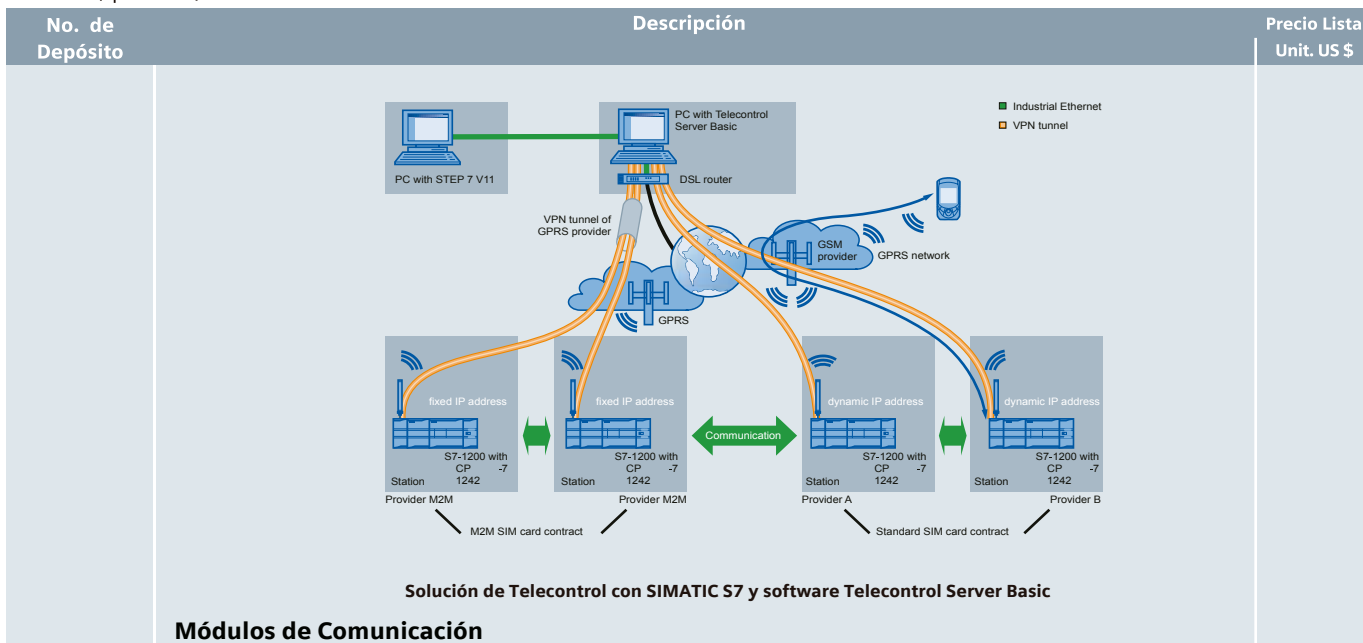 No. de
Depósito
Descripción
Precio Lista
Unit. US $
PC with Telecontrol
Server Basic
Industrial Ethernet
VPN tunnel
PC with STEP 7 V11
DSL router
VPN tunnel of
GPRS provider
GSM
provider
GPRS network
GPRS
fixed IP address
fixed IP address
dynamic IP address
dynamic IP address
Communication
S7-1200 with
CP -7
Station 1242
S7-1200 with
CP -7
Station 1242
S7-1200 with
CP -7
Station 1242
S7-1200 with
CP -7
Station 1242
Provider M2M
Provider M2M
Provider A
Provider B
M2M SIM card contract
Standard SIM card contract
Solución de Telecontrol con SIMATIC S7 y software Telecontrol Server Basic
Módulos de Comunicación